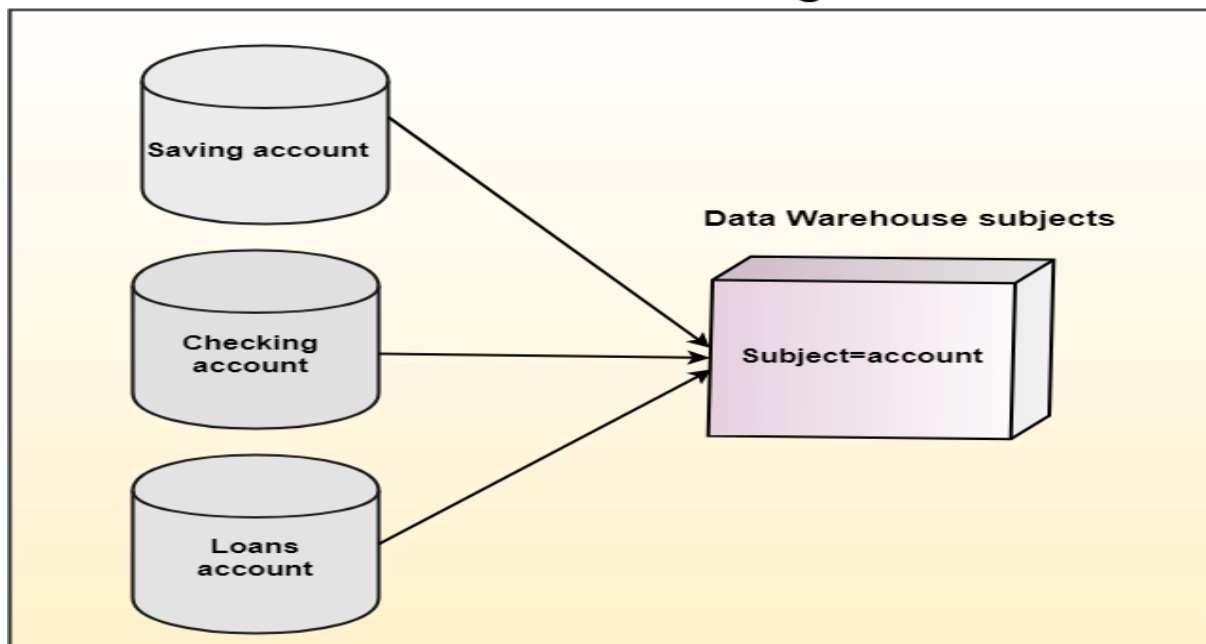 Saving account
Data Warehouse subjects
Checking
account
Subject=account
Loans
account